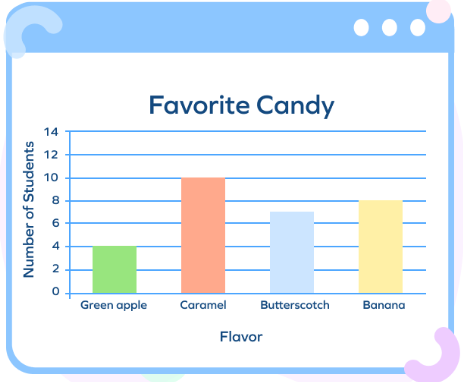 Favorite Candy
Number of Students
14
12
10
8
6
4
2
0
Green apple Caramel Butterscotch Banana
Flavor